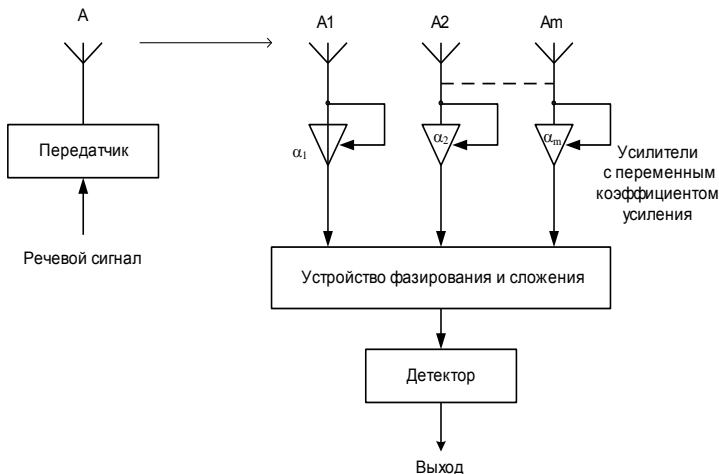 A
A1
A2
Am
Передатчик
α1
α2
αm
Усилители
с переменным
коэффициентом
усиления
Речевой сигнал
Устройство фазирования и сложения
Детектор
Выход